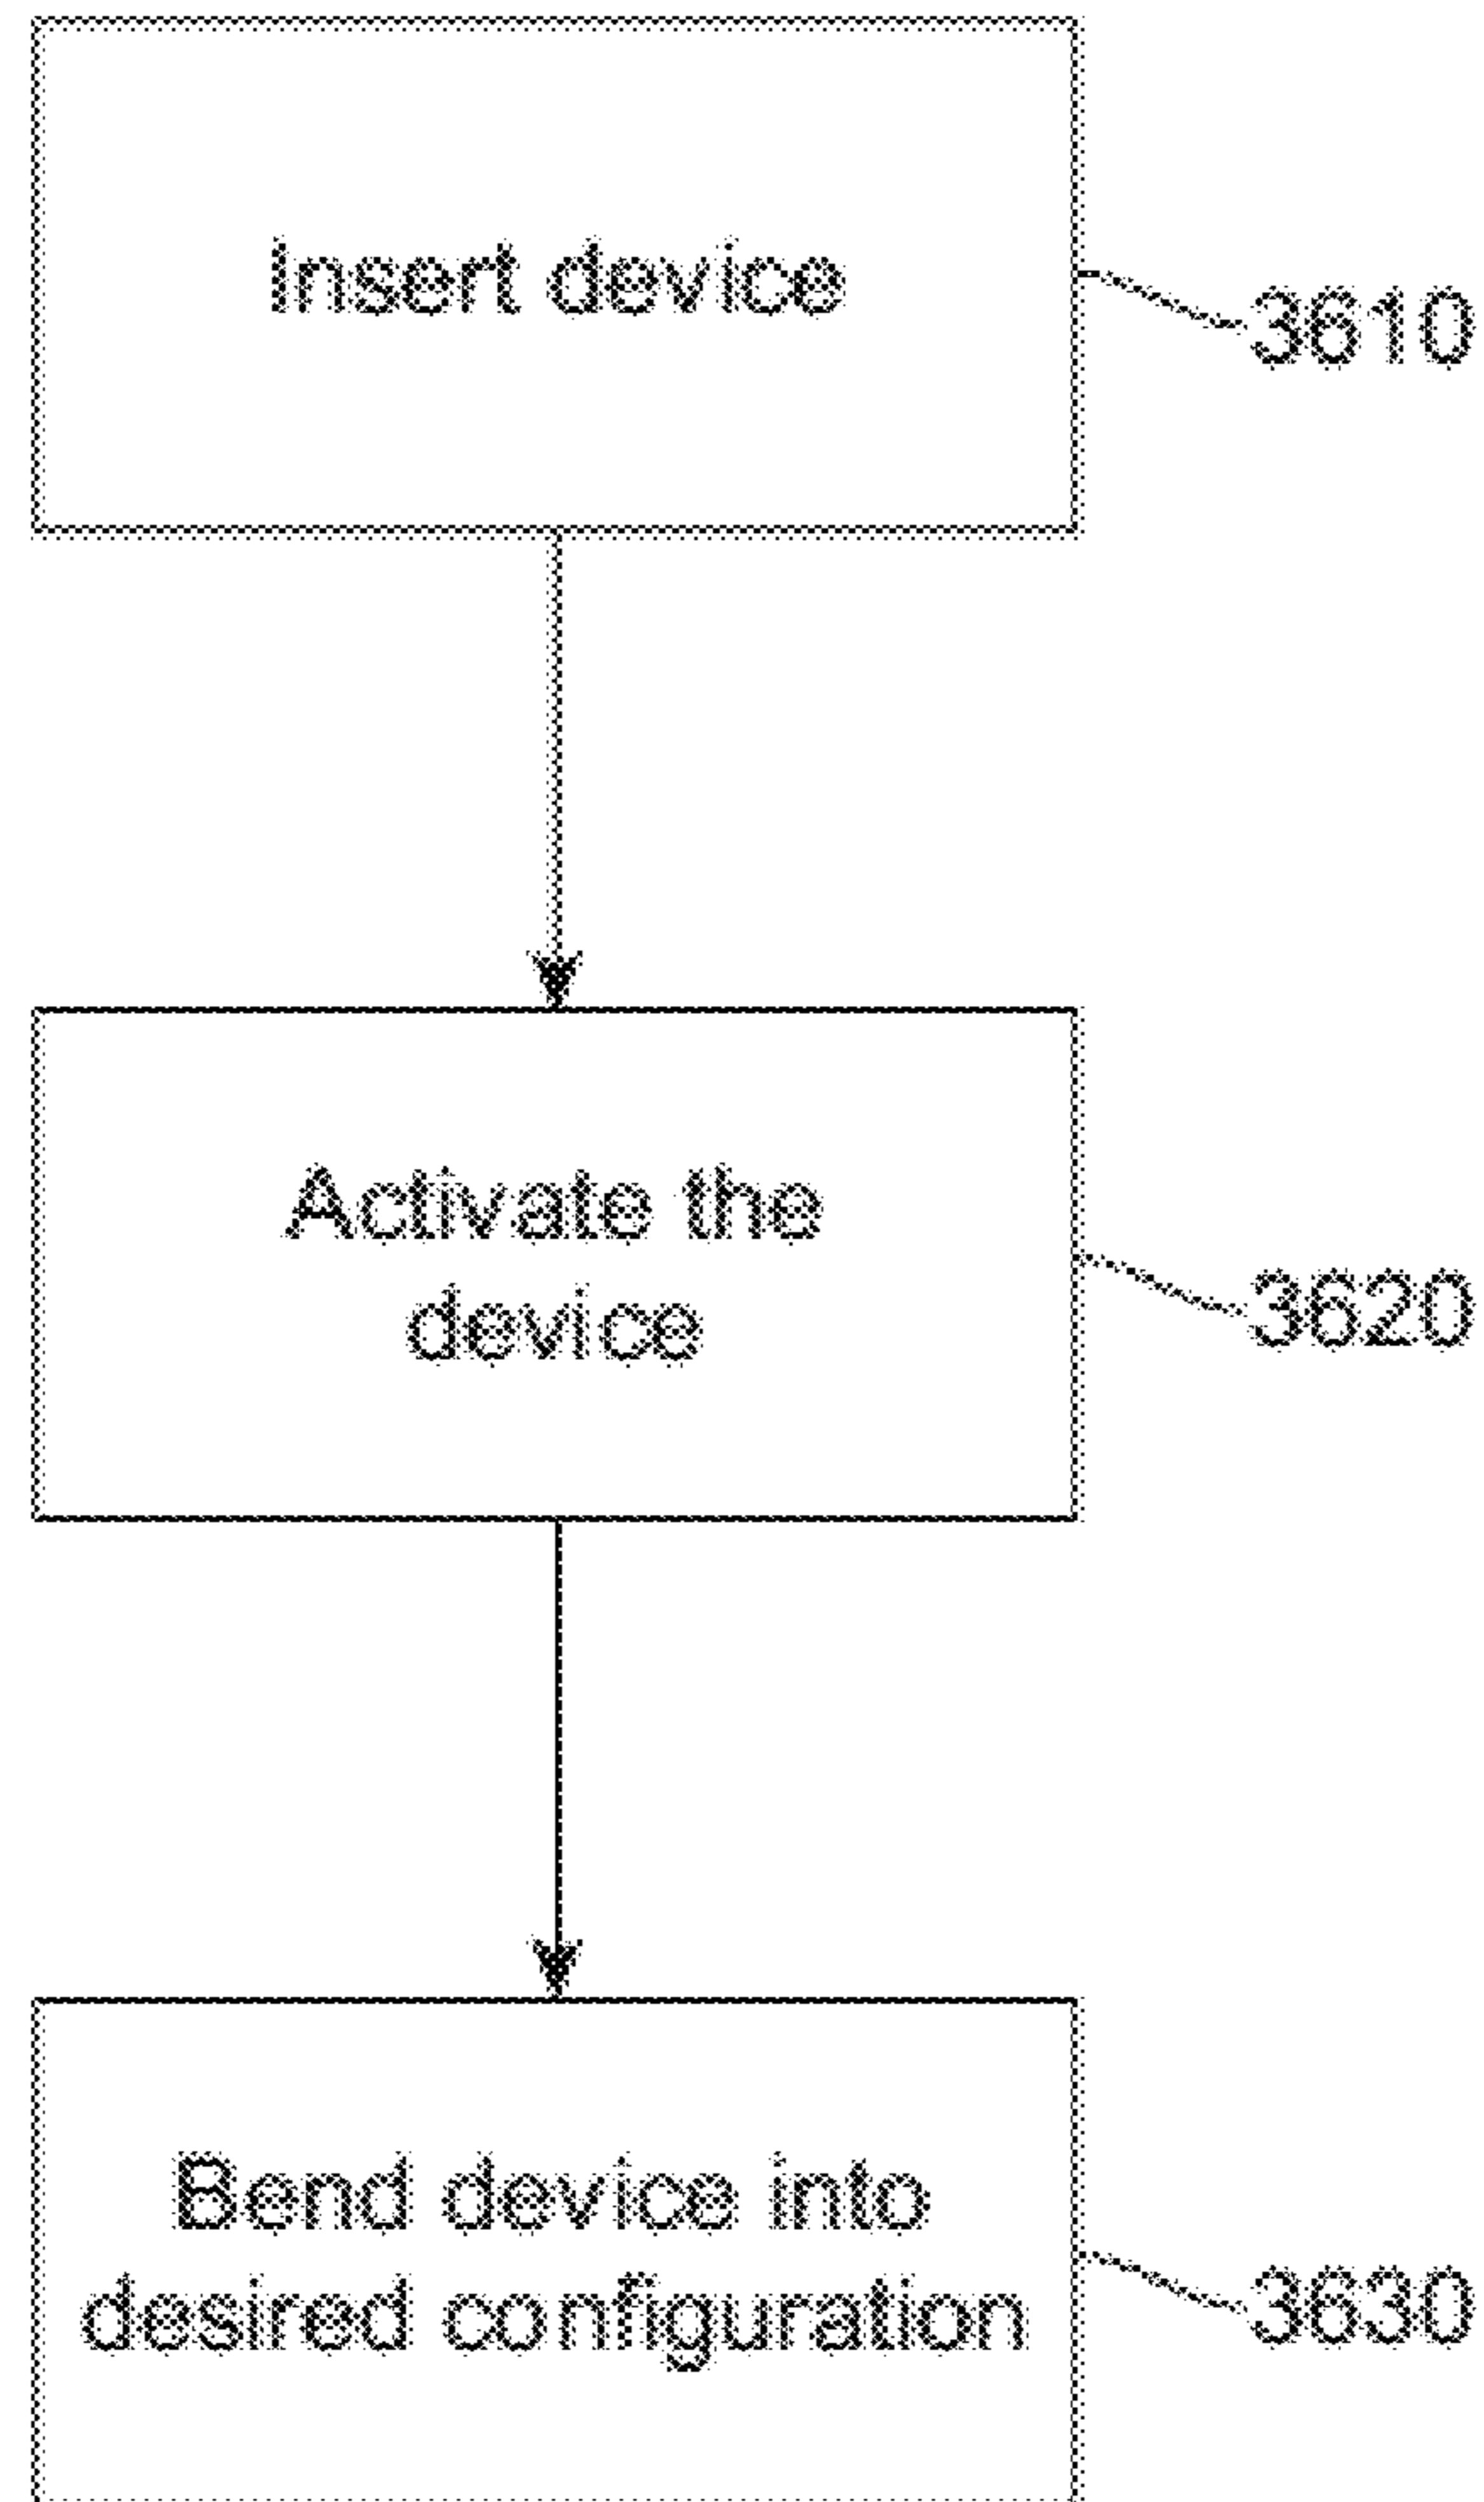 Insert device
3610
Activate the
device
3620
Bend device into
desired configuration
3630